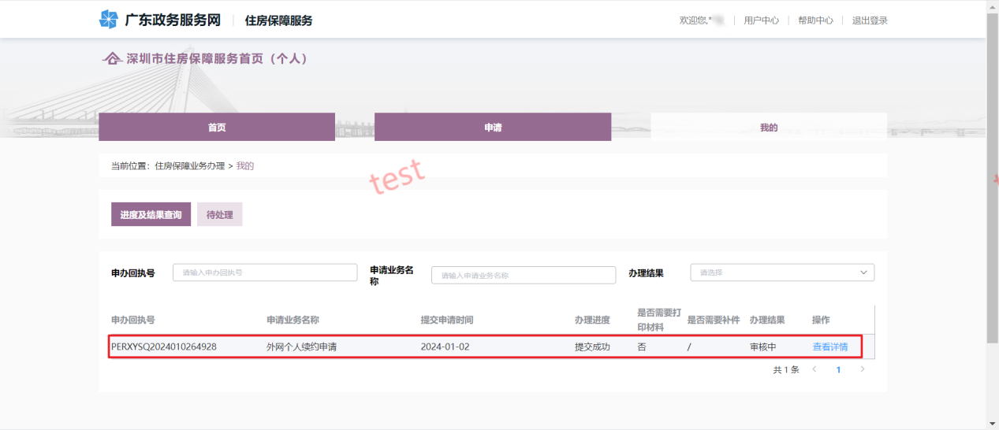 广东政务服务网 住房保障服务 欢迎您,* 用户中心 帮助中心 退出登录
深圳市住房保障服务首页（个人）
首页 申请 我的
当前位置：住房保障业务办理 > 我的
test
进度及结果查询 待处理
申办回执号 请输入申办回执号 申请业务名称 请输入申请业务名称 办理结果 请选择
申办回执号 申请业务名称 提交申请时间 办理进度 是否需要打印材料 是否需要补件 办理结果 操作
PERXYSQ2024010264928 外网个人续约申请 2024-01-02 提交成功 否 / 审核中 查看详情
共 1 条 < 1 >